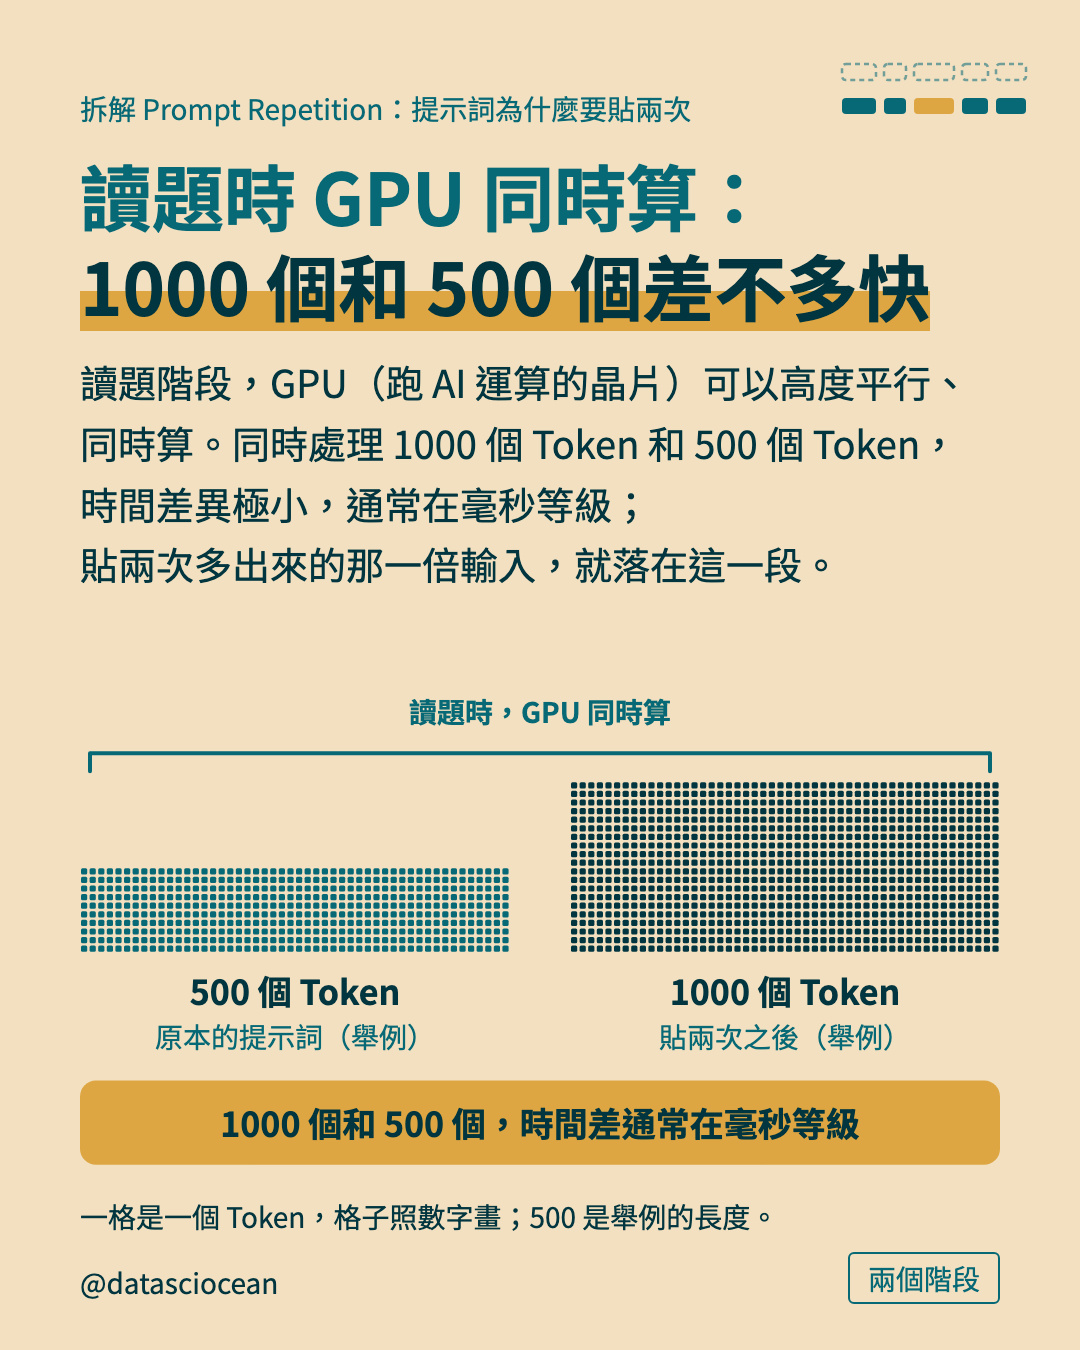 拆解 Prompt Repetition：提示詞為什麼要貼兩次
讀題時 GPU 同時算：
1000 個和 500 個差不多快
讀題階段，GPU（跑 AI 運算的晶片）可以高度平行、
同時算。同時處理 1000 個 Token 和 500 個 Token，
時間差異極小，通常在毫秒等級；
貼兩次多出來的那一倍輸入，就落在這一段。
讀題時，GPU 同時算
500 個 Token
原本的提示詞（舉例）
1000 個 Token
貼兩次之後（舉例）
1000 個和 500 個，時間差通常在毫秒等級
一格是一個 Token，格子照數字畫；500 是舉例的長度。
@datasciocean
兩個階段